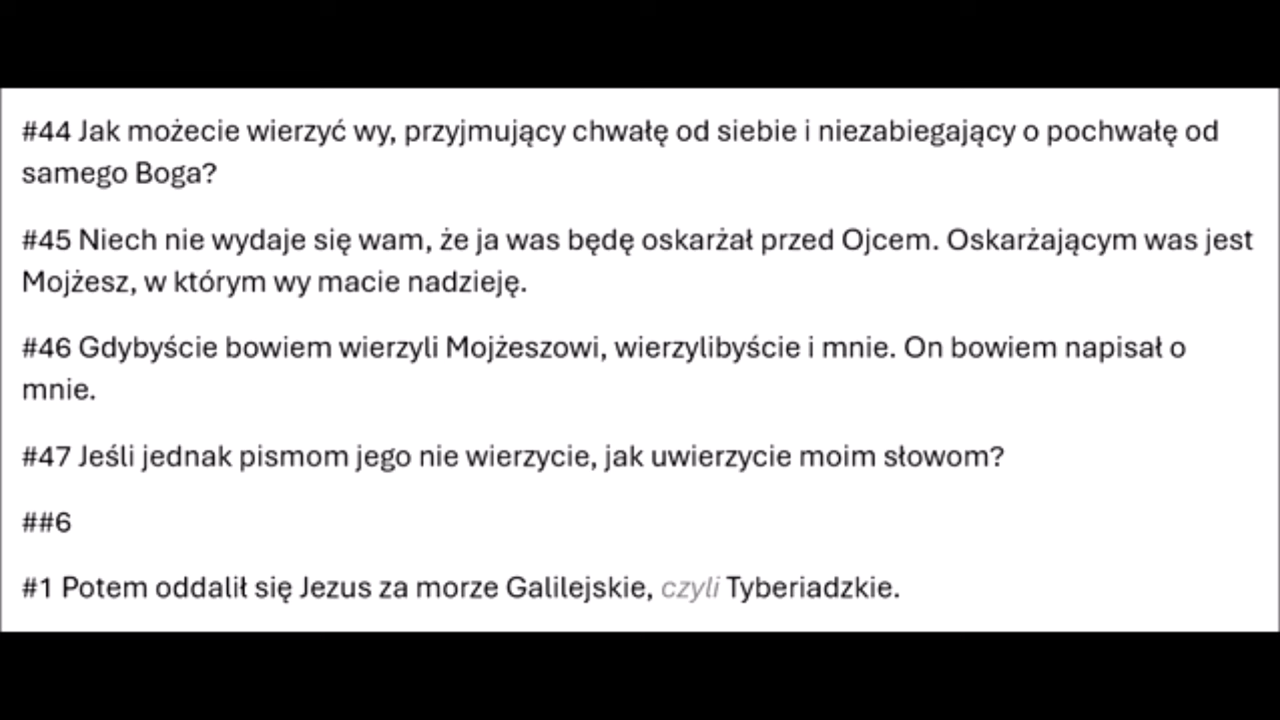 #44 Jak możecie wierzyć wy, przyjmujący chwałę od siebie i niezabiegający o pochwałę od
samego Boga?
#45 Niech nie wydaje się wam, że ja was będę oskarżał przed Ojcem. Oskarżającym was jest
Mojżesz, w którym wy macie nadzieję.
#46 Gdybyście bowiem wierzyli Mojżeszowi, wierzylibyście i mnie. On bowiem napisał o
mnie.
#47 Jeśli jednak pismom jego nie wierzycie, jak uwierzycie moim słowom?
##6
#1 Potem oddalił się Jezus za morze Galilejskie, czyli Tyberiadzkie.